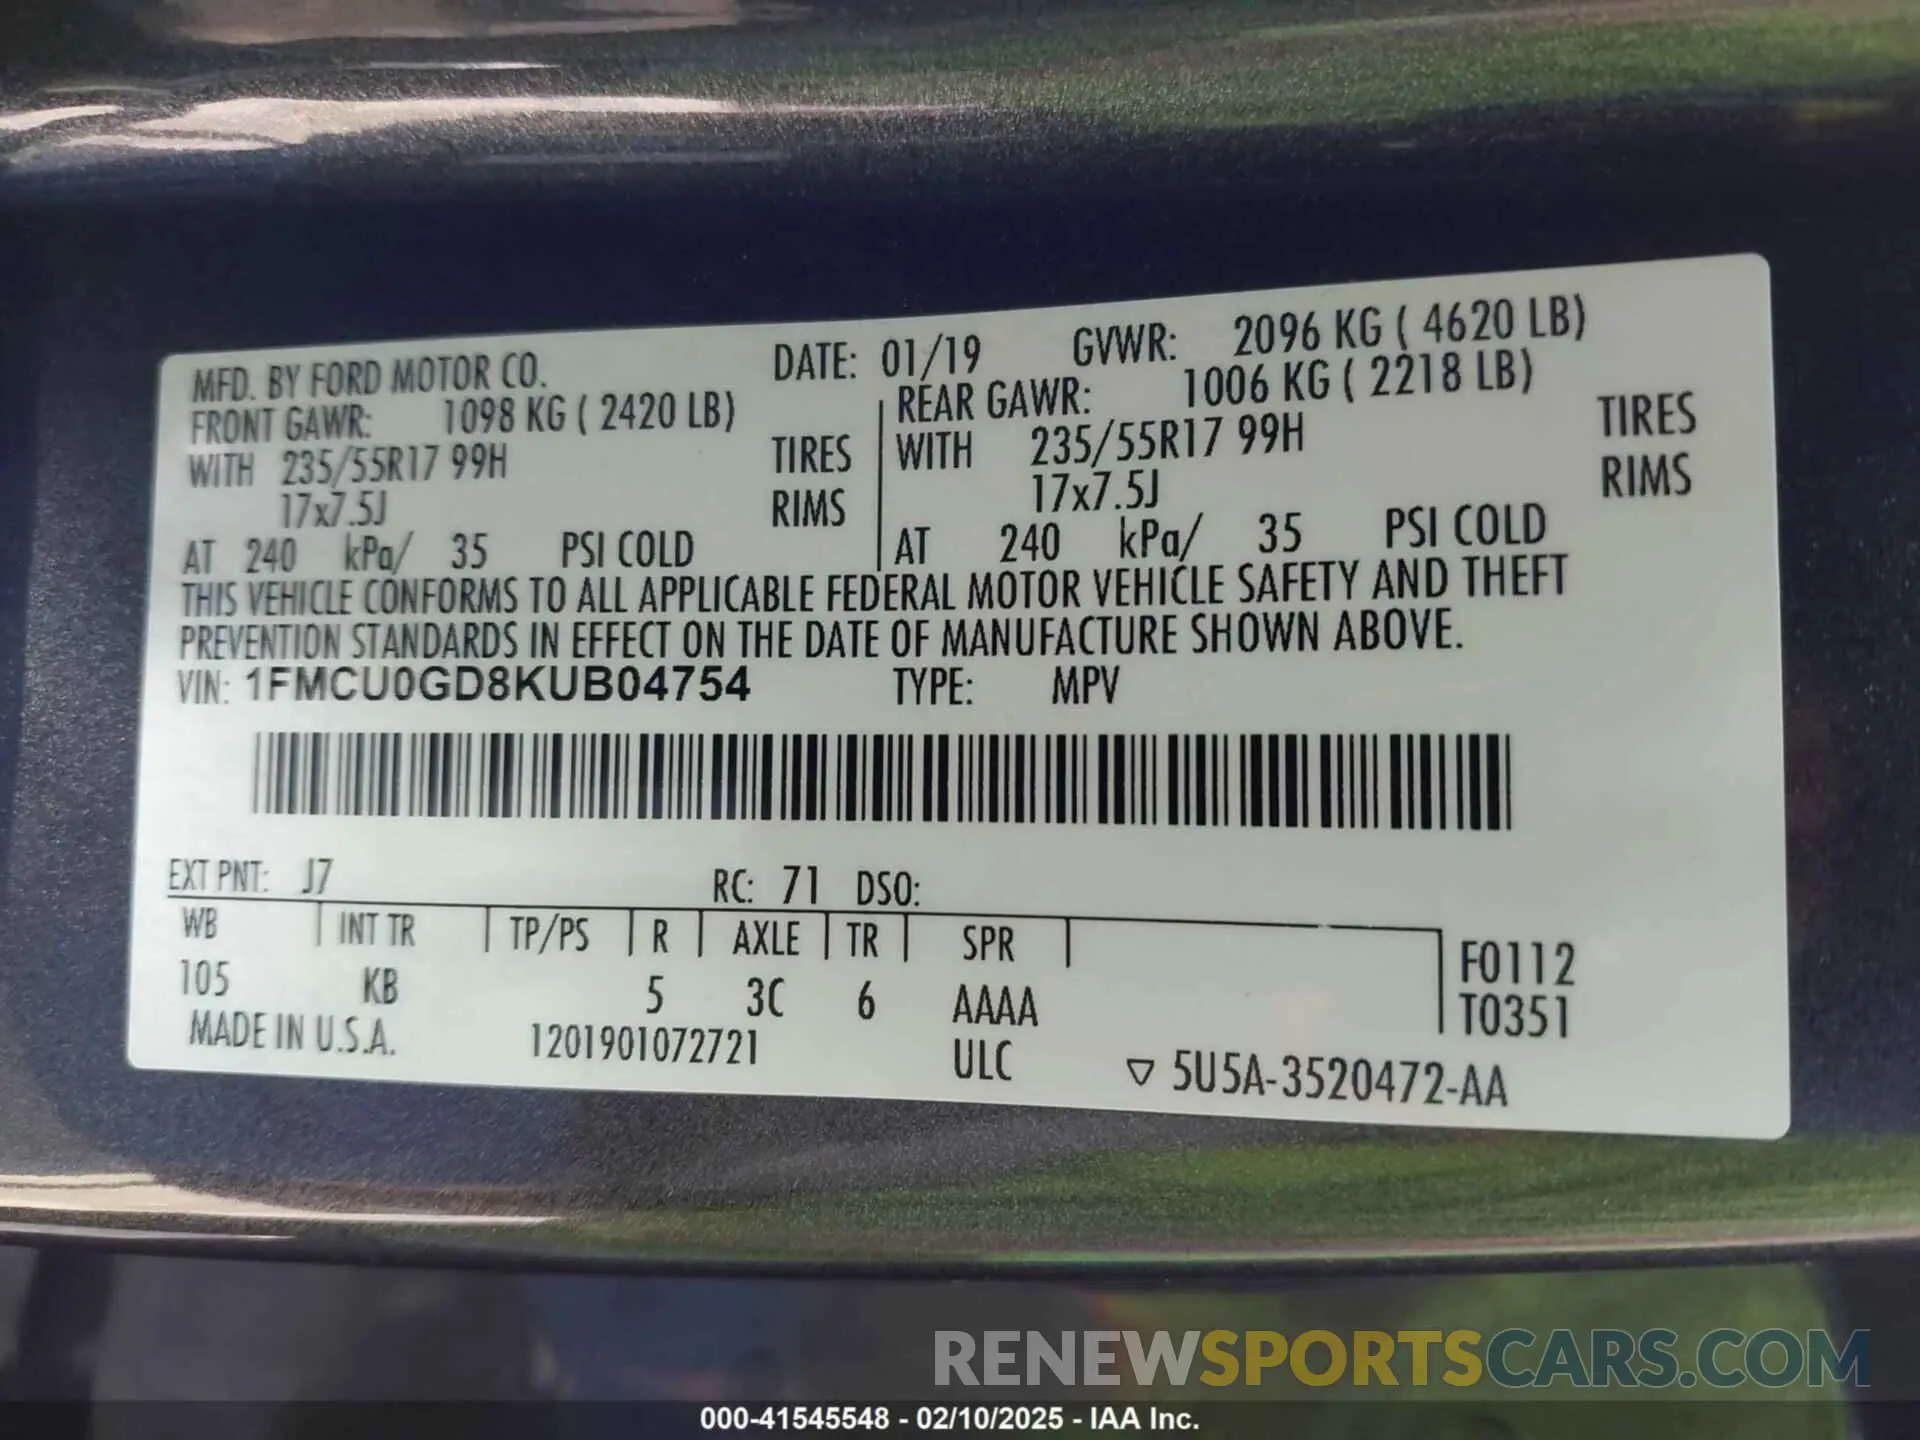 MFD. BY FORD MOTOR CO. DATE: 01/19 GVWR: 2096 KG ( 4620 LB)
FRONT GAWR: 1098 KG ( 2420 LB) REAR GAWR: 1006 KG ( 2218 LB)
WITH 235/55R17 99H TIRES WITH 235/55R17 99H TIRES
17x7.5J RIMS 17x7.5J RIMS
AT 240 kPa/ 35 PSI COLD AT 240 kPa/ 35 PSI COLD
THIS VEHICLE CONFORMS TO ALL APPLICABLE FEDERAL MOTOR VEHICLE SAFETY AND THEFT
PREVENTION STANDARDS IN EFFECT ON THE DATE OF MANUFACTURE SHOWN ABOVE.
VIN: 1FMCU0GD8KUB04754 TYPE: MPV
EXT PNT: J7 RC: 71 DSO:
WB INT TR TP/PS R AXLE TR SPR F0112
105 KB 5 3C 6 AAAA T0351
MADE IN U.S.A. 1201901072721 ULC ▽ 5U5A-3520472-AA
RENEWSPORTSCARS.COM
000-41545548 - 02/10/2025 - IAA Inc.